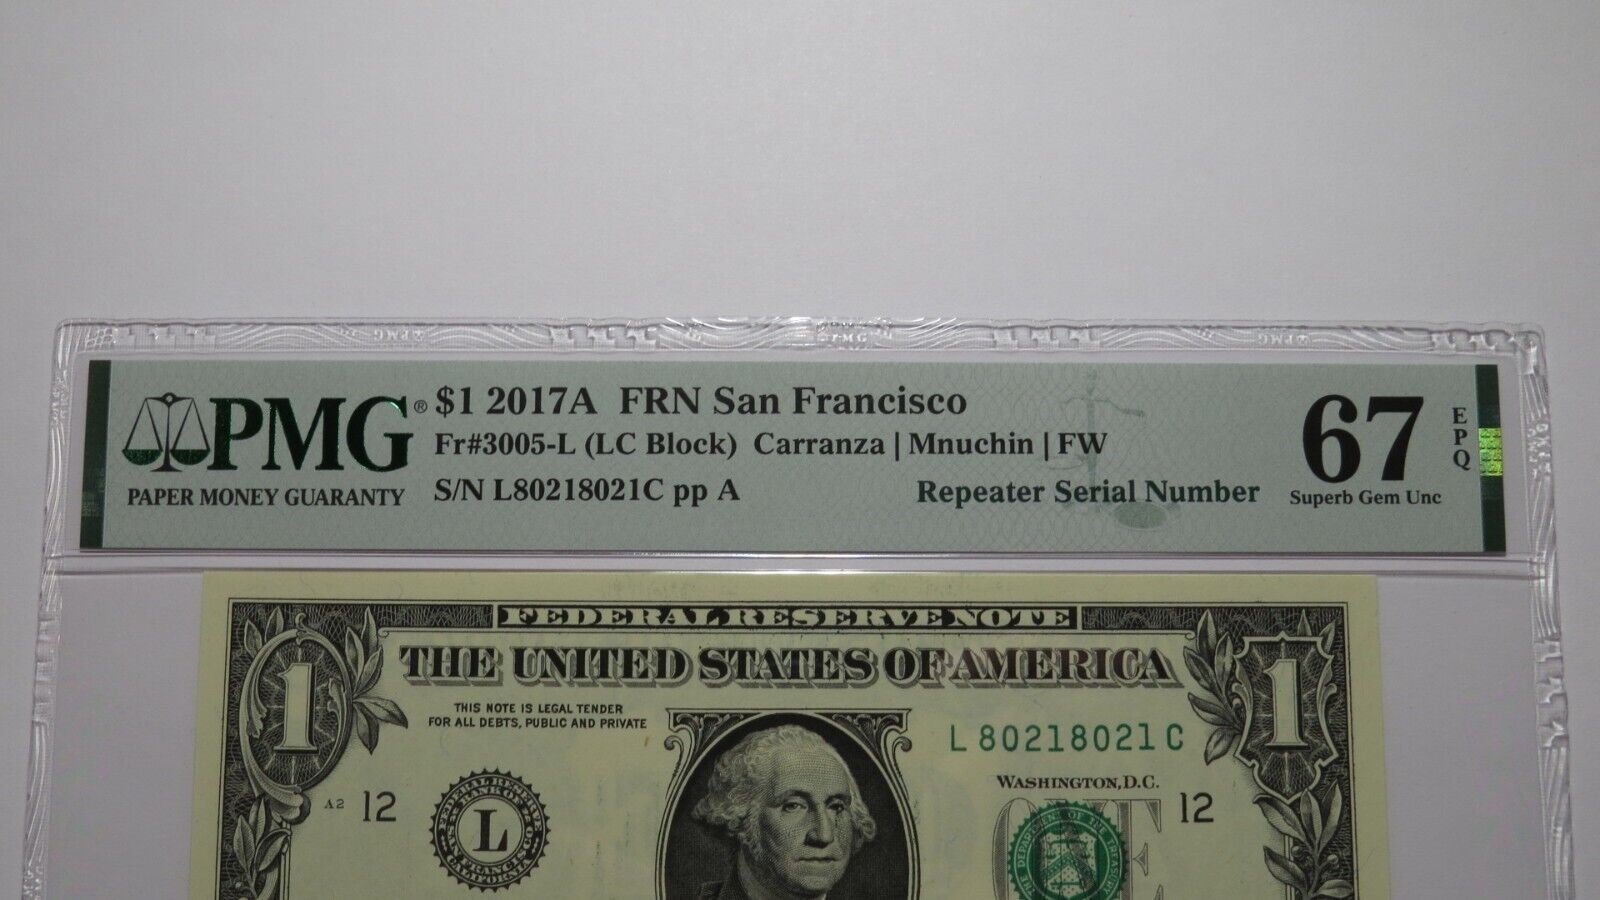 PMG®
PAPER MONEY GUARANTY
$1 2017A FRN San Francisco
Fr#3005-L (LC Block) Carranza | Mnuchin | FW
S/N L80218021C pp A
Repeater Serial Number
67
EPQ
Superb Gem Unc
FEDERAL RESERVE NOTE
THE UNITED STATES OF AMERICA
1
1
THIS NOTE IS LEGAL TENDER
FOR ALL DEBTS, PUBLIC AND PRIVATE
L 80218021 C
WASHINGTON, D.C.
A2 12
L
12